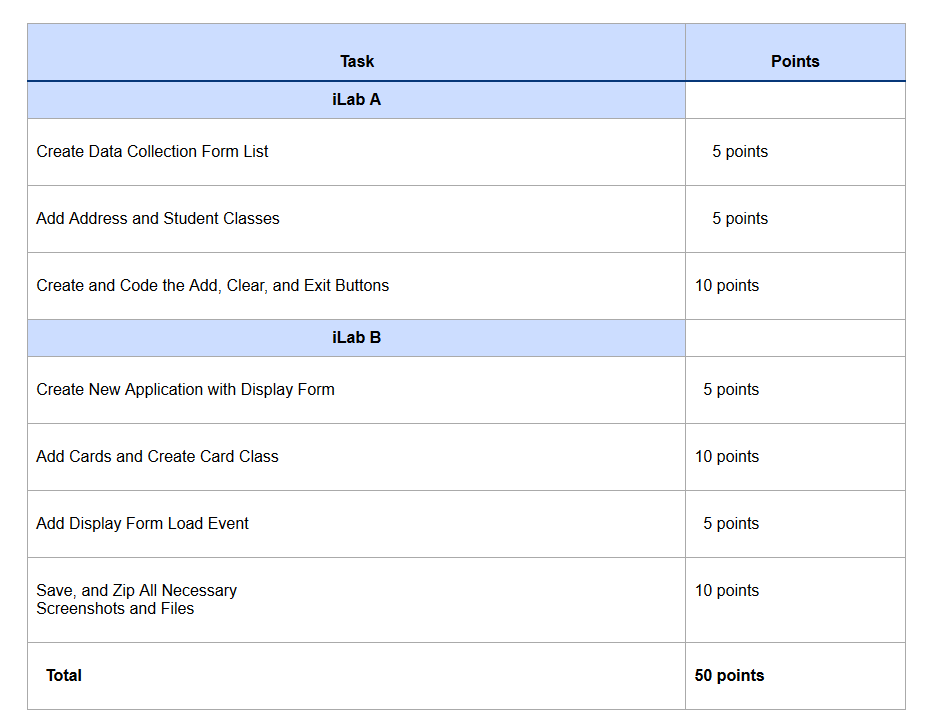 Task Points
iLab A
Create Data Collection Form List 5 points
Add Address and Student Classes 5 points
Create and Code the Add, Clear, and Exit Buttons 10 points
iLab B
Create New Application with Display Form 5 points
Add Cards and Create Card Class 10 points
Add Display Form Load Event 5 points
Save, and Zip All Necessary 10 points
Screenshots and Files
Total 50 points